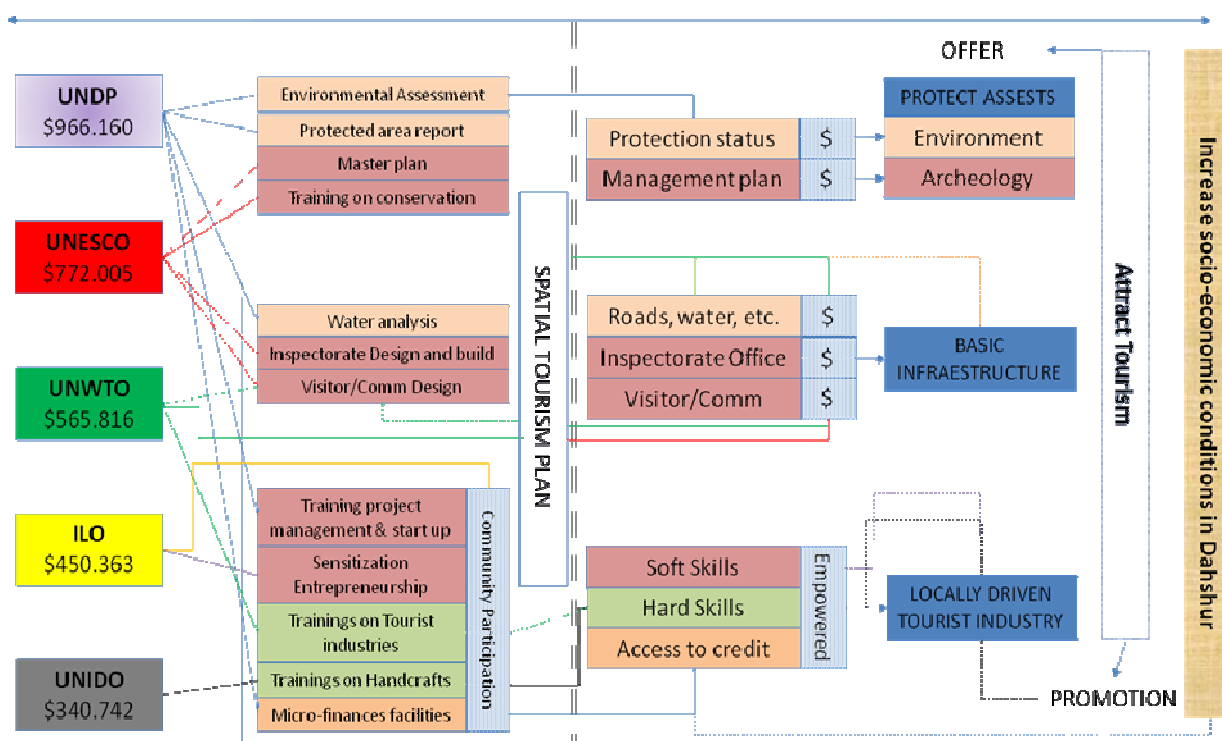 UNDP
$966.160
UNESCO
$772.005
UNWTO
$565.816
ILO
$450.363
UNIDO
$340.742
Environmental Assessment
Protected area report
Master plan
Training on conservation
Water analysis
Inspectorate Design and build
Visitor/Comm Design
Training project
management & start up
Sensitization
Entrepreneurship
Trainings on Tourist
industries
Trainings on Handcrafts
Micro-finances facilities
Community Participation
SPATIAL TOURISM PLAN
Protection status $
Management plan $
Roads, water, etc. $
Inspectorate Office $
Visitor/Comm $
Soft Skills
Hard Skills
Access to credit
Empowered
OFFER
PROTECT ASSESTS
Environment
Archeology
BASIC
INFRAESTRUCTURE
LOCALLY DRIVEN
TOURIST INDUSTRY
PROMOTION
Attract Tourism
Increase socio-economic conditions in Dahshur